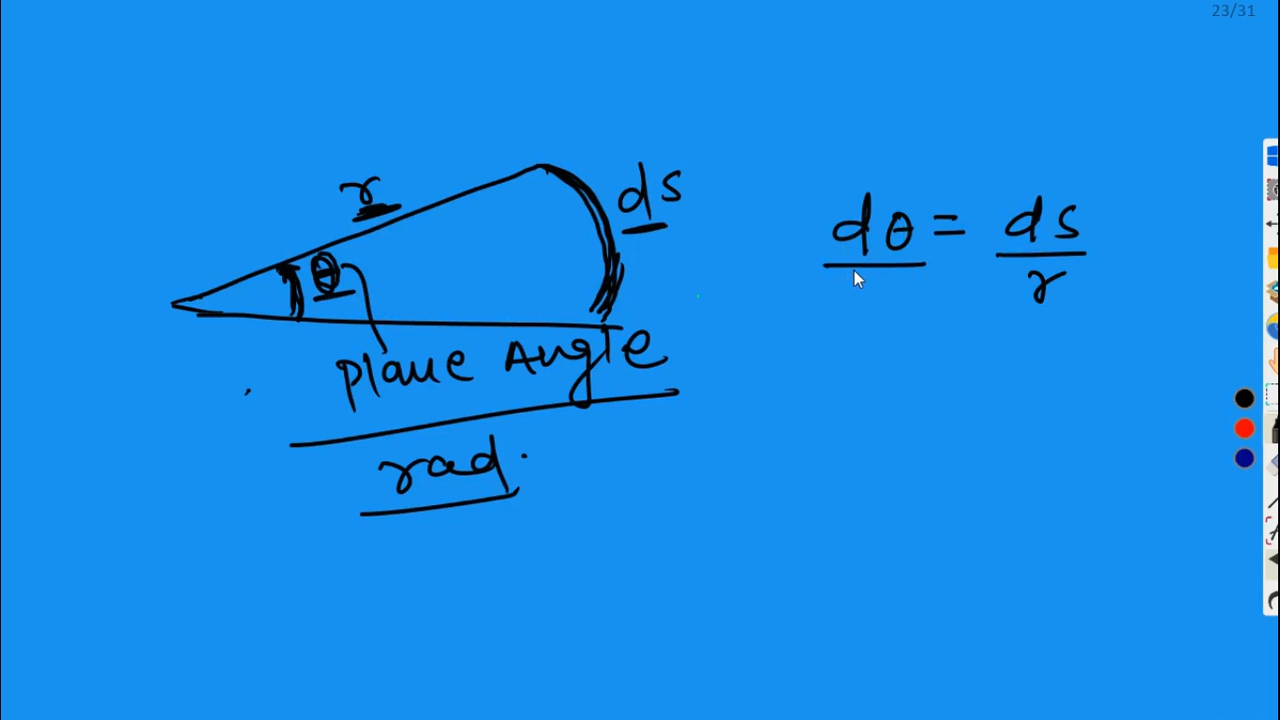 23/31
r
ds
θ
dθ = ds/r
Plane Angle
rad.